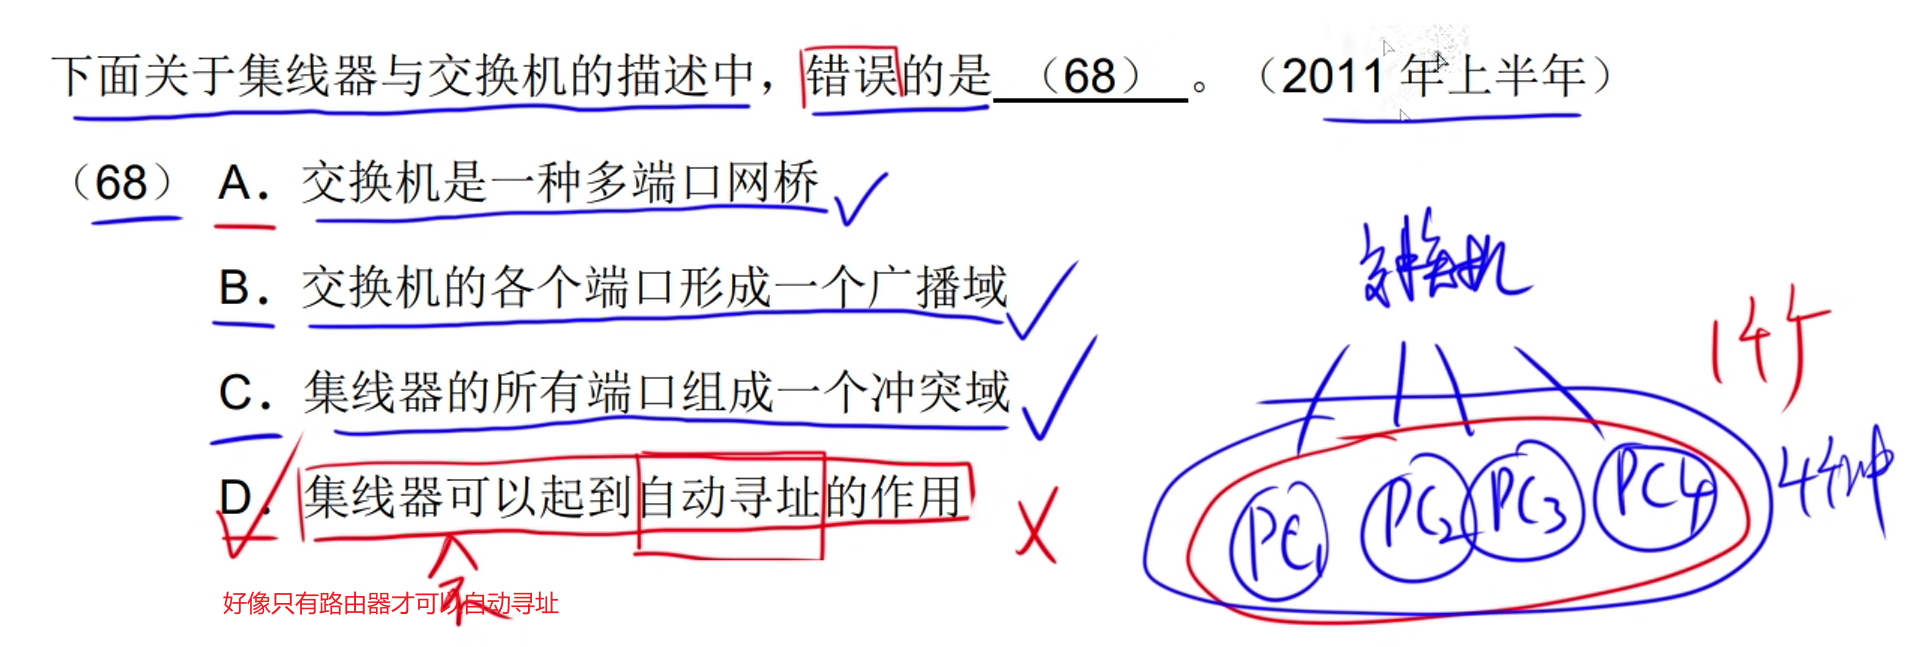 下面关于集线器与交换机的描述中，错误的是（68）。（2011年上半年）
（68） A．交换机是一种多端口网桥
B．交换机的各个端口形成一个广播域
C．集线器的所有端口组成一个冲突域
D．集线器可以起到自动寻址的作用
好像只有路由器才可以自动寻址
交换机
1个
4个冲
PC1 PC2 PC3 PC4